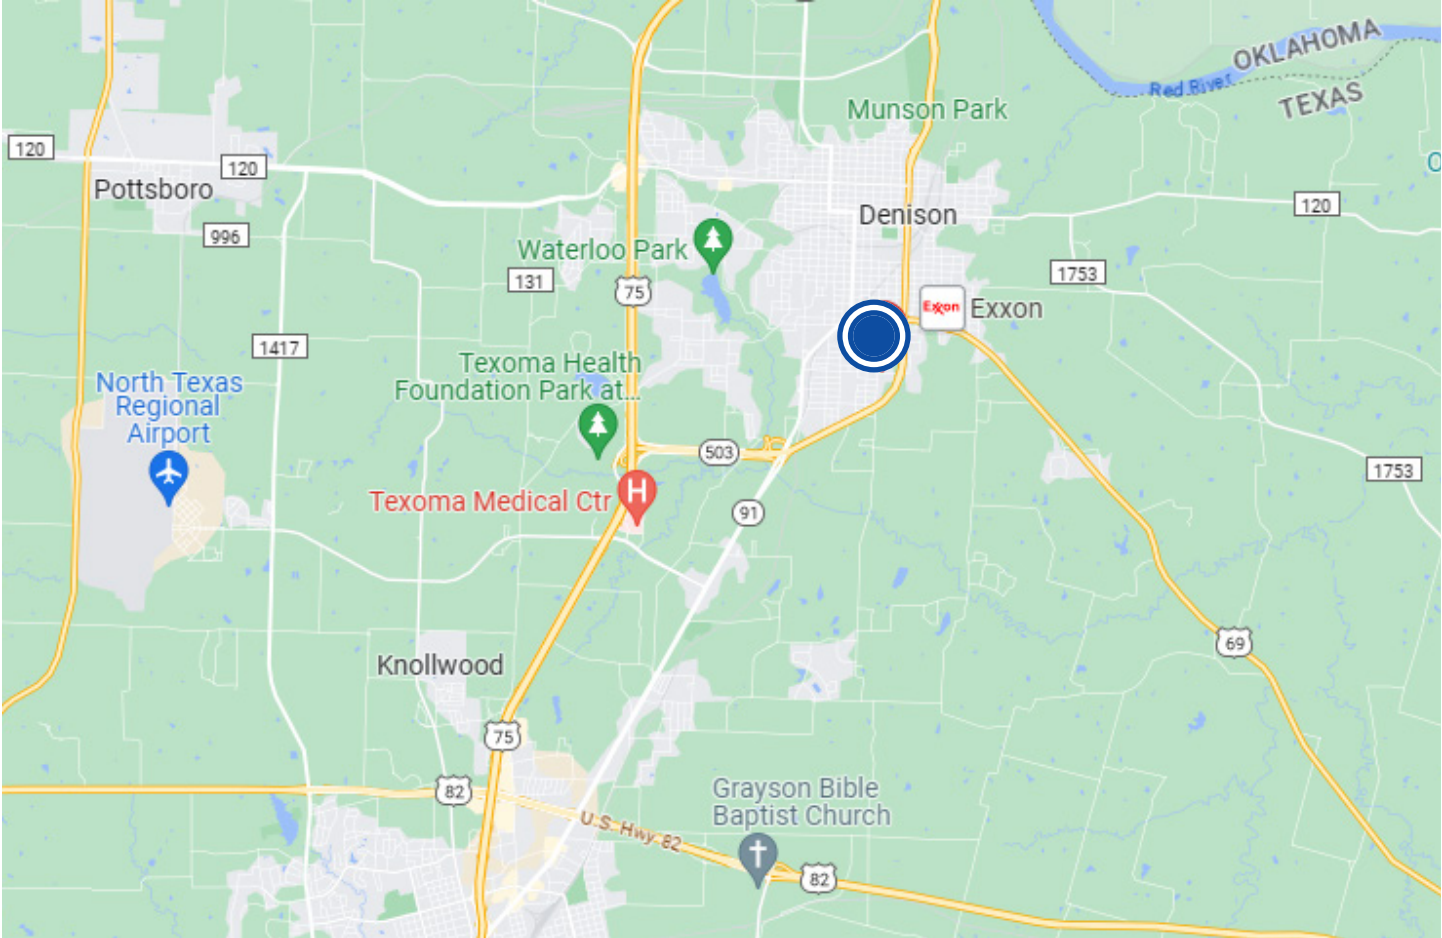 OKLAHOMA
Red River
TEXAS
Munson Park
120
120
Pottsboro
120
Denison
996
Waterloo Park
131
75
1753
Exxon
Exxon
1417
Texoma Health
Foundation Park at...
North Texas
Regional
Airport
503
1753
H
Texoma Medical Ctr
91
69
Knollwood
75
82
Grayson Bible
Baptist Church
U.S. Hwy 82
82